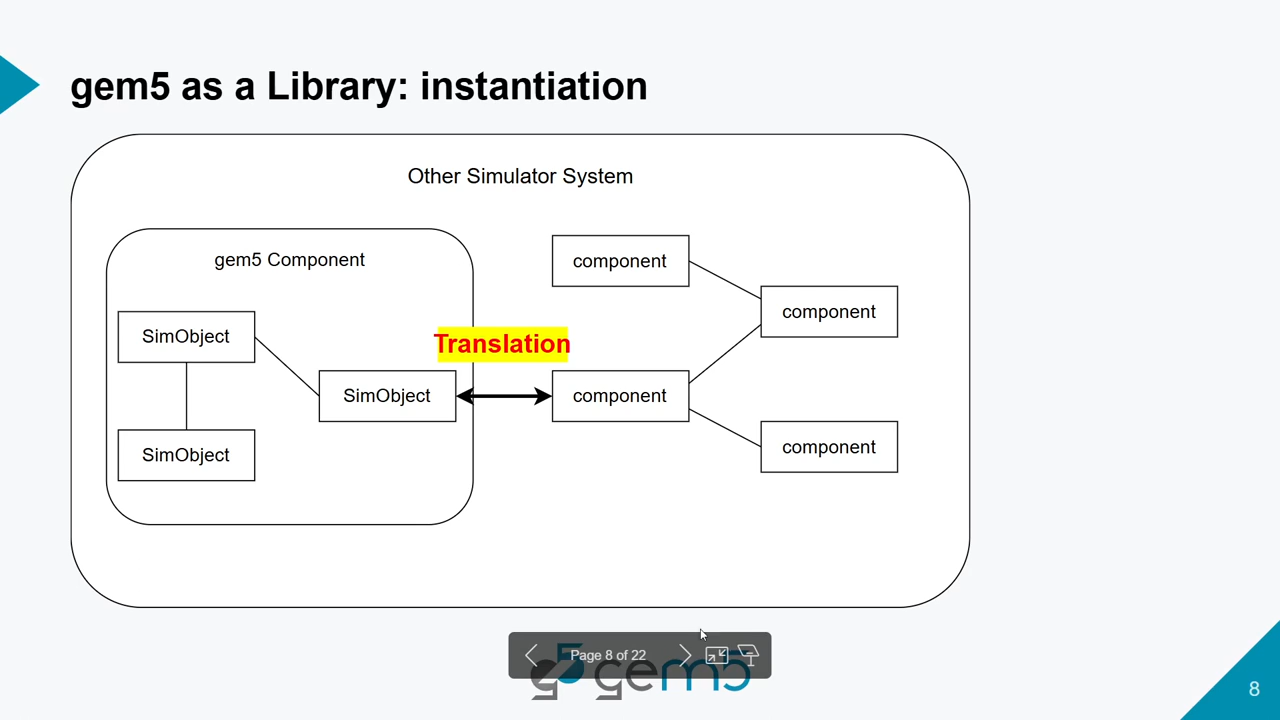 gem5 as a Library: instantiation
Other Simulator System
gem5 Component
component
component
SimObject
Translation
SimObject
component
component
SimObject
Page 8 of 22
gem5
8